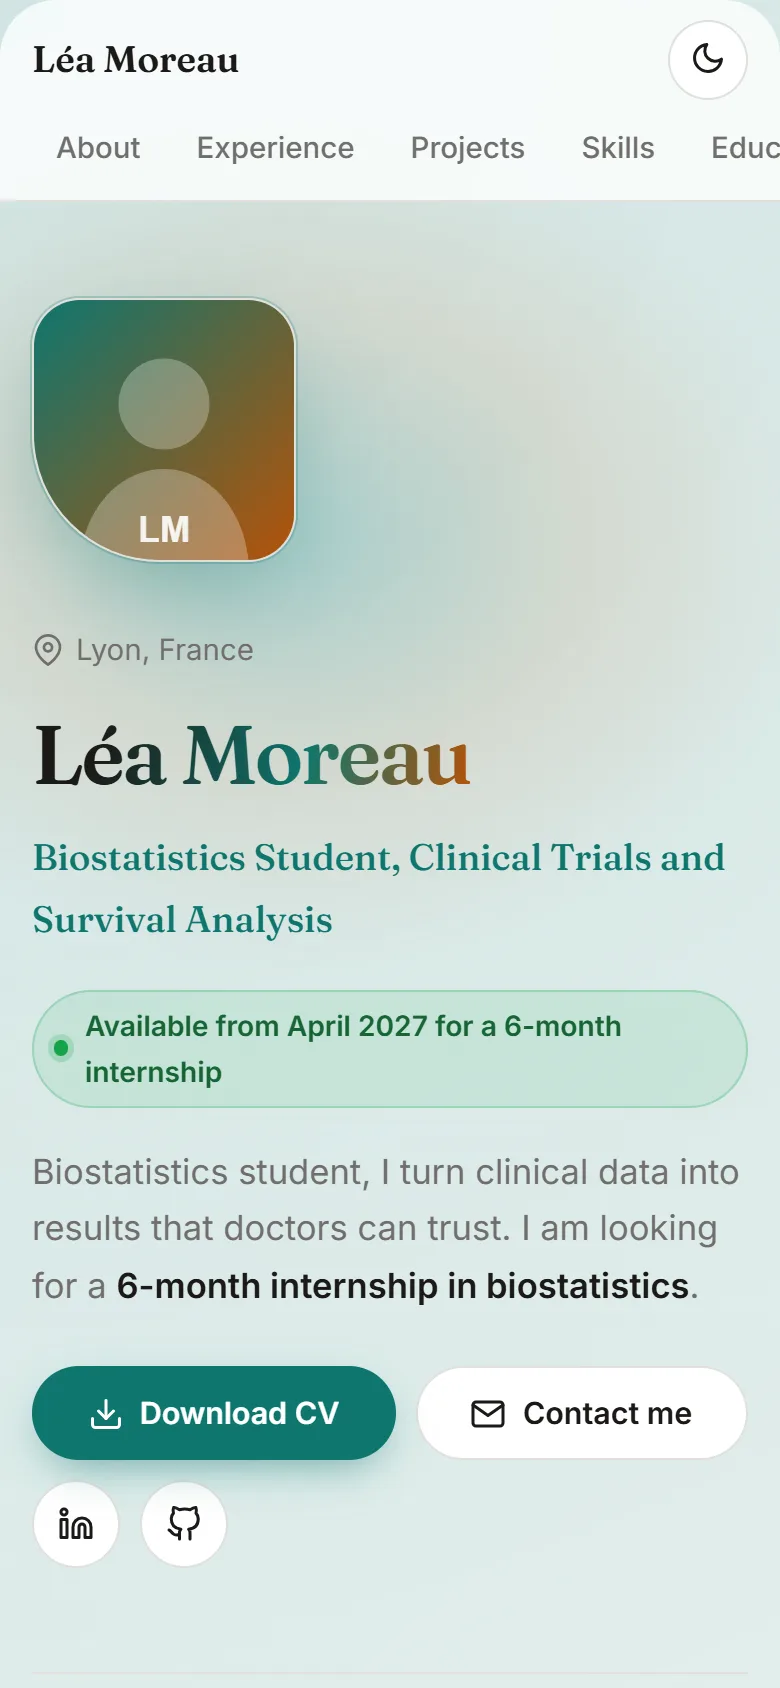 Léa Moreau
About Experience Projects Skills Educ
LM
Lyon, France
Léa Moreau
Biostatistics Student, Clinical Trials and
Survival Analysis
Available from April 2027 for a 6-month
internship
Biostatistics student, I turn clinical data into
results that doctors can trust. I am looking
for a 6-month internship in biostatistics.
Download CV Contact me
in